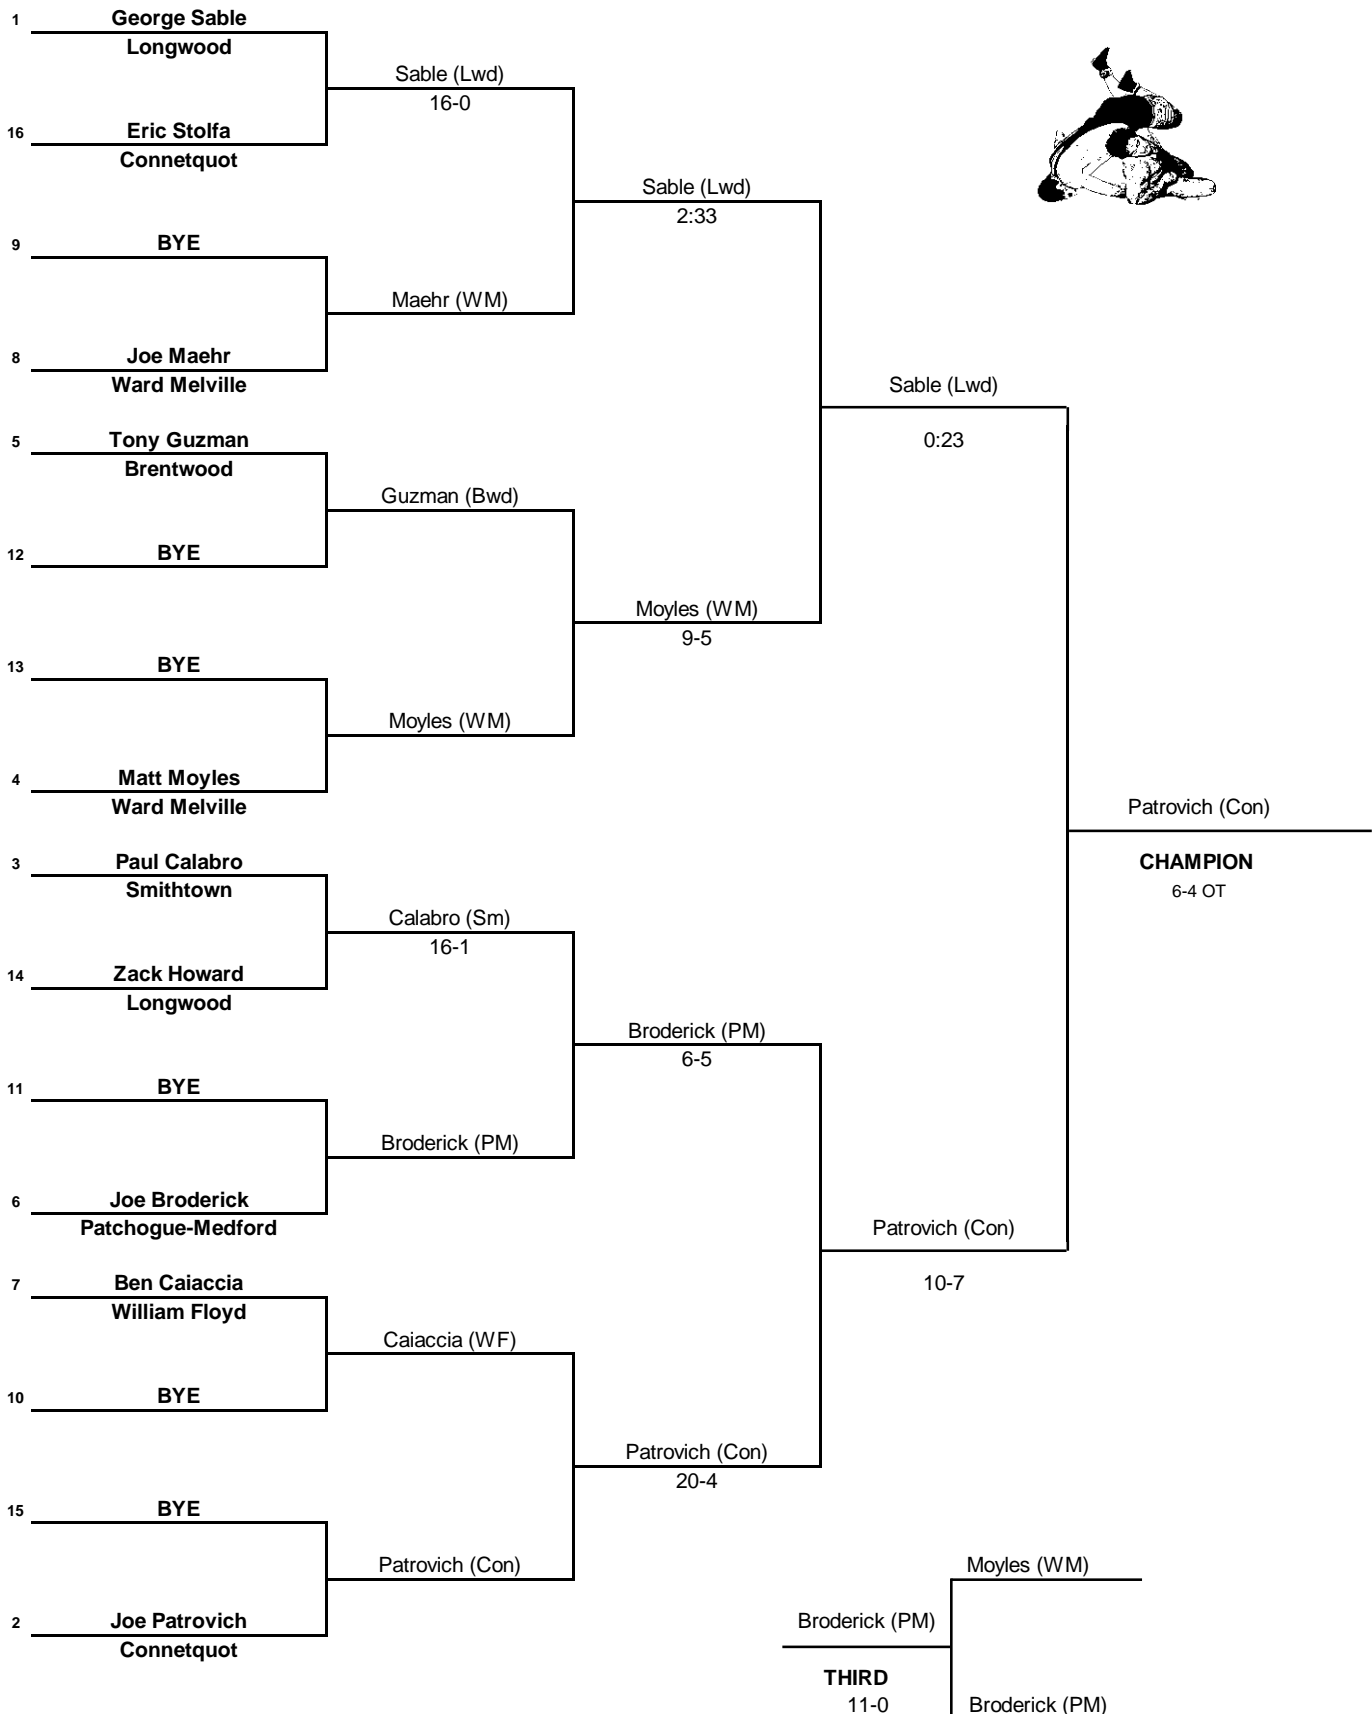 1 George Sable
Longwood
Sable (Lwd)
16-0
16 Eric Stolfa
Connetquot
Sable (Lwd)
2:33
9 BYE
Maehr (WM)
8 Joe Maehr
Ward Melville
Sable (Lwd)
0:23
5 Tony Guzman
Brentwood
Guzman (Bwd)
12 BYE
Moyles (WM)
9-5
13 BYE
Moyles (WM)
4 Matt Moyles
Ward Melville
Patrovich (Con)
CHAMPION
6-4 OT
3 Paul Calabro
Smithtown
Calabro (Sm)
16-1
14 Zack Howard
Longwood
Broderick (PM)
6-5
11 BYE
Broderick (PM)
6 Joe Broderick
Patchogue-Medford
Patrovich (Con)
10-7
7 Ben Caiaccia
William Floyd
Caiaccia (WF)
10 BYE
Patrovich (Con)
20-4
15 BYE
Patrovich (Con)
2 Joe Patrovich
Connetquot
Moyles (WM)
Broderick (PM)
THIRD
11-0
Broderick (PM)